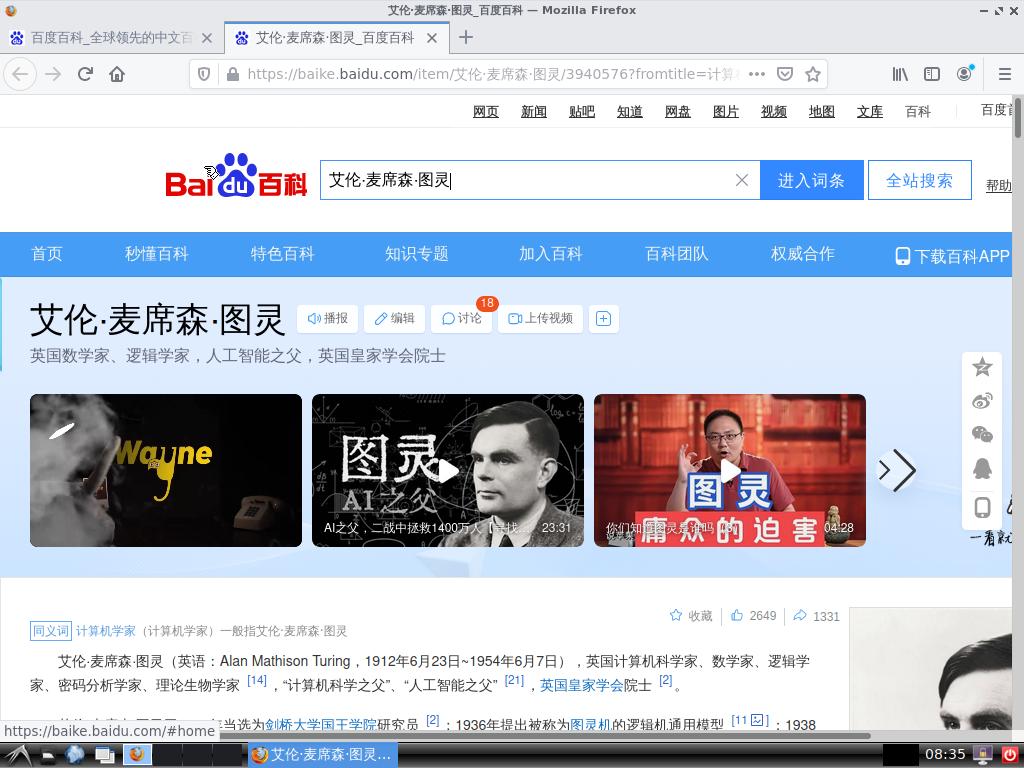 艾伦·麦席森·图灵_百度百科 — Mozilla Firefox
百度百科_全球领先的中文百
艾伦·麦席森·图灵_百度百科
https://baike.baidu.com/item/艾伦·麦席森·图灵/3940576?fromtitle=计算
网页 新闻 贴吧 知道 网盘 图片 视频 地图 文库 百科 百度首
Bai du 百科
艾伦·麦席森·图灵
进入词条
全站搜索
帮助
首页 秒懂百科 特色百科 知识专题 加入百科 百科团队 权威合作 下载百科APP
艾伦·麦席森·图灵
播报
编辑
讨论
18
上传视频
英国数学家、逻辑学家，人工智能之父，英国皇家学会院士
Wayne
图灵
AI之父
AI之父，二战中拯救1400万人【寻找... 23:31
图灵
庸众的迫害
你们知道图灵是谁吗 04:28
一看就
收藏 2649 1331
同义词 计算机学家（计算机学家）一般指艾伦·麦席森·图灵
艾伦·麦席森·图灵（英语：Alan Mathison Turing，1912年6月23日~1954年6月7日），英国计算机科学家、数学家、逻辑学
家、密码分析学家、理论生物学家 [14] ，“计算机科学之父”、“人工智能之父” [21] ，英国皇家学会院士 [2] 。
年当选为剑桥大学国王学院研究员 [2] ；1936年提出被称为图灵机的逻辑机通用模型 [11] ；1938
https://baike.baidu.com/#home
艾伦·麦席森·图灵...
08:35